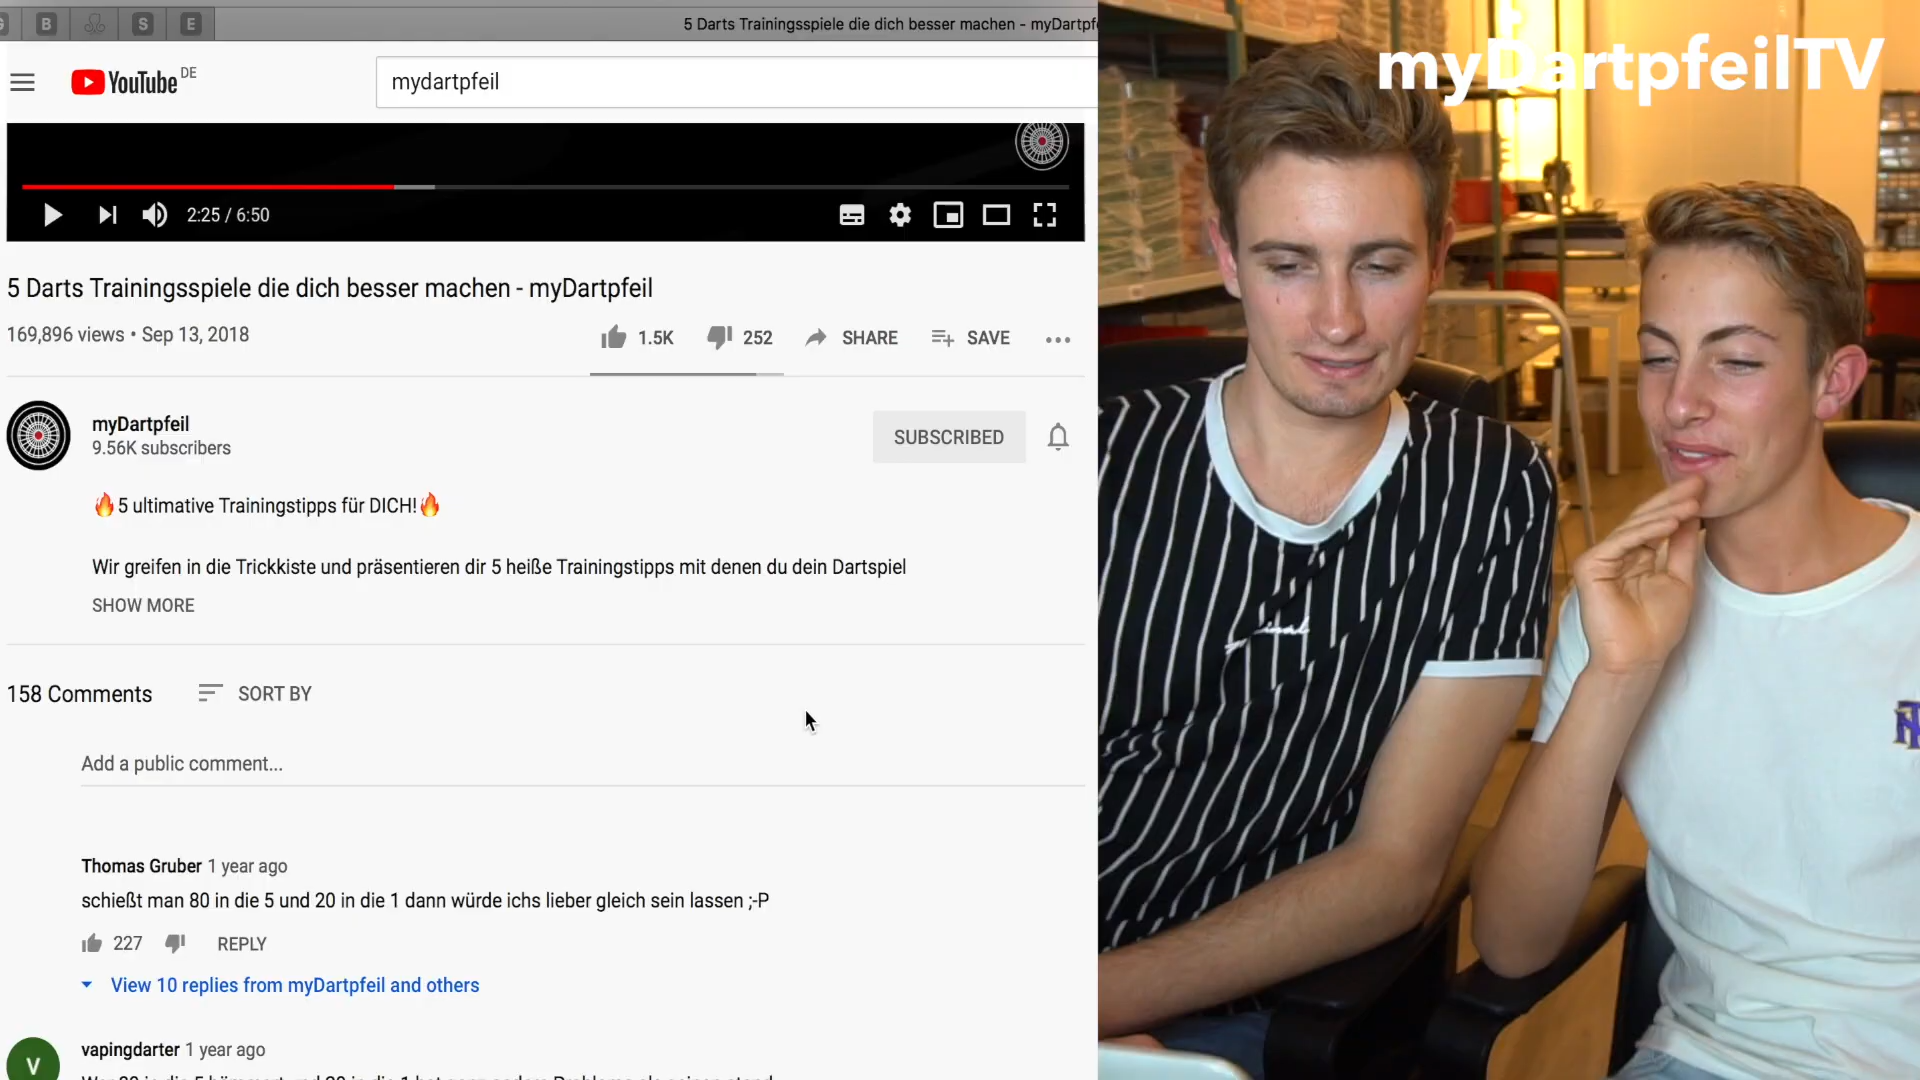 B
S
E
5 Darts Trainingsspiele die dich besser machen -
myDartpfeilTV
YouTube DE
mydartpfeil
2:25 / 6:50
5 Darts Trainingsspiele die dich besser machen - myDartpfeil
169,896 views • Sep 13, 2018
1.5K
252
SHARE
SAVE
myDartpfeil
9.56K subscribers
SUBSCRIBED
🔥5 ultimative Trainingstipps für DICH!🔥
Wir greifen in die Trickkiste und präsentieren dir 5 heiße Trainingstipps mit denen du dein Dartspiel
SHOW MORE
158 Comments
SORT BY
Add a public comment...
Thomas Gruber 1 year ago
schießt man 80 in die 5 und 20 in die 1 dann würde ichs lieber gleich sein lassen ;-P
227
REPLY
View 10 replies from myDartpfeil and others
V
vapingdarter 1 year ago